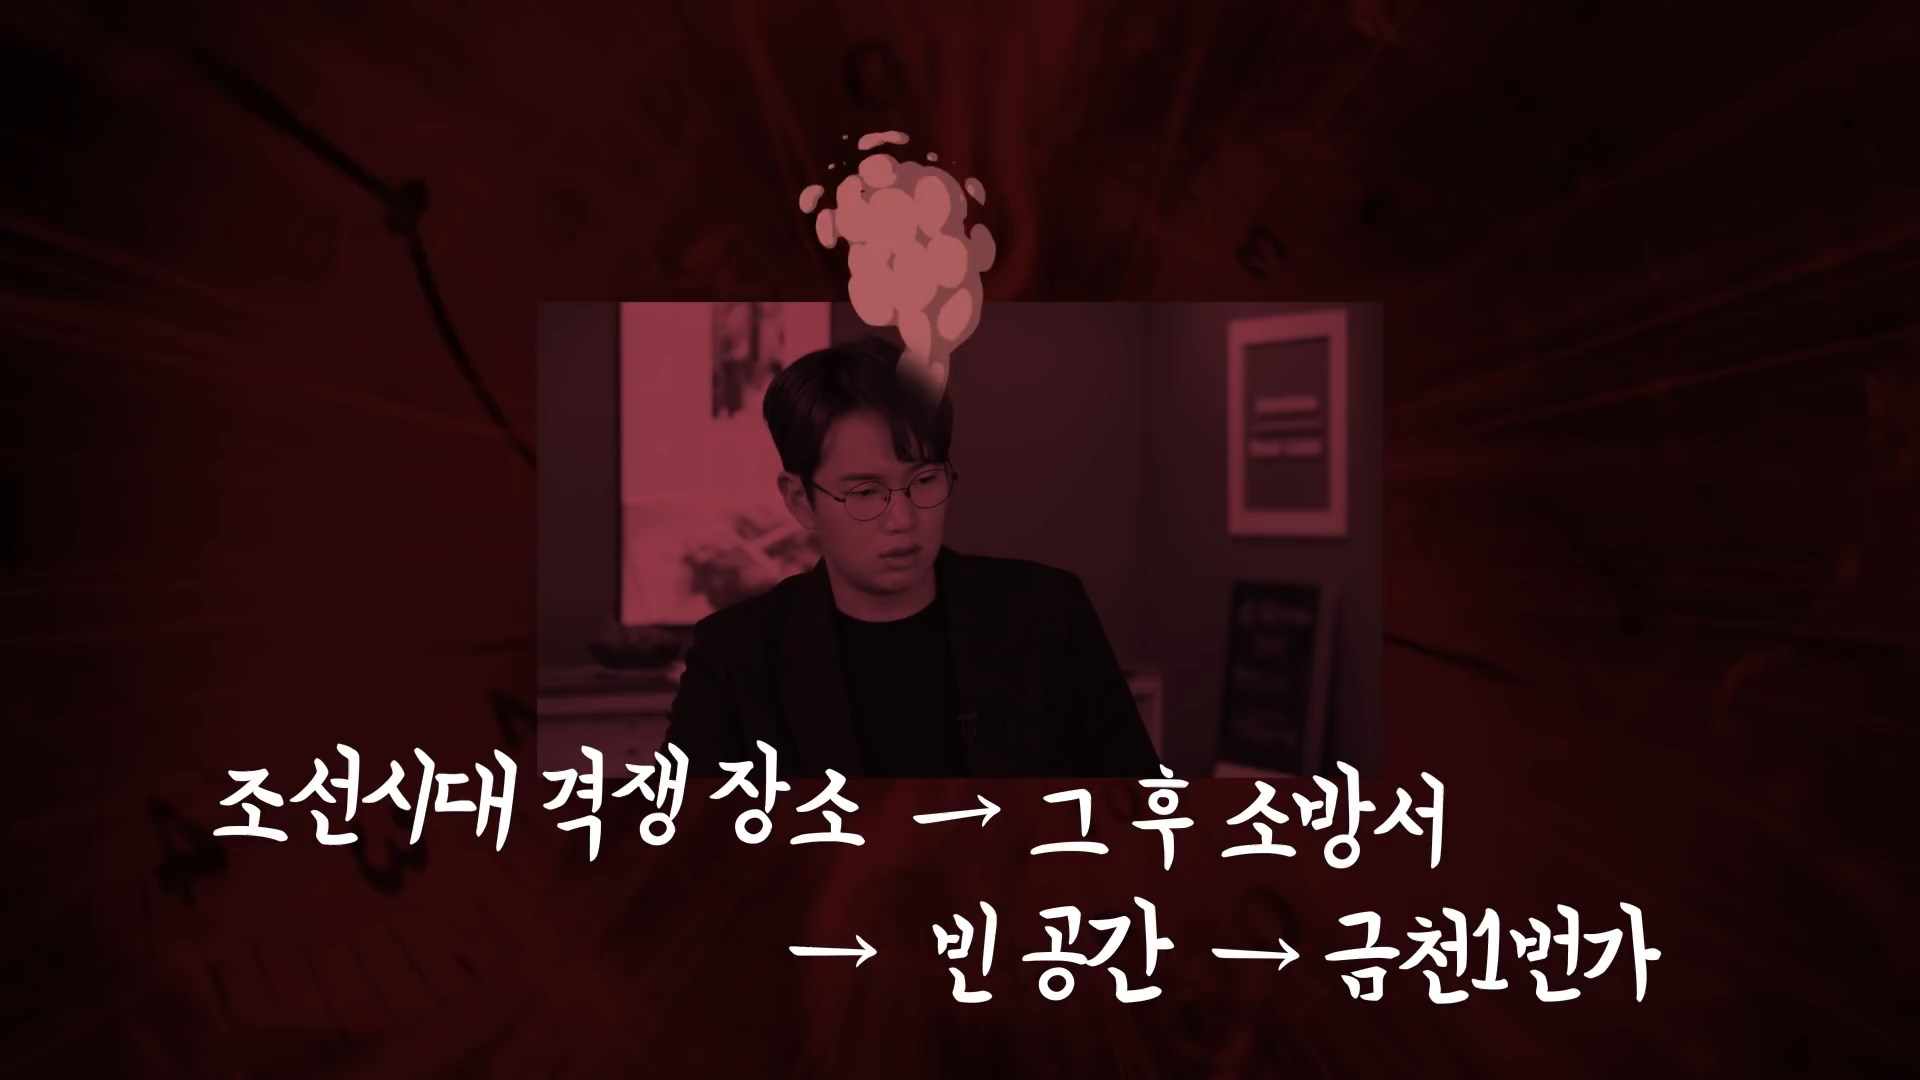 조선시대 격쟁 장소 → 그 후 소방서
→ 빈 공간 → 금천1번가